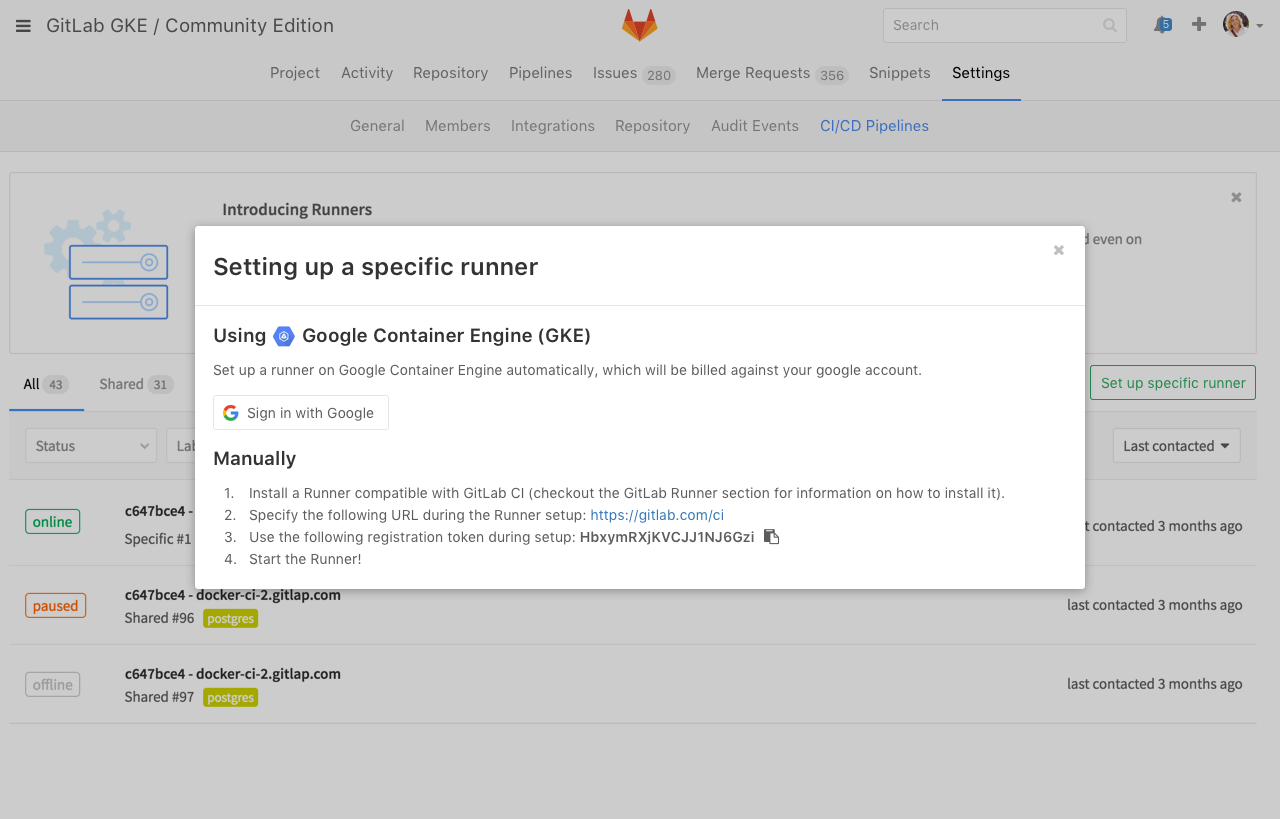 GitLab GKE / Community Edition
Search
5
Project Activity Repository Pipelines Issues 280 Merge Requests 356 Snippets Settings
General Members Integrations Repository Audit Events CI/CD Pipelines
Introducing Runners
even on
Setting up a specific runner
Using Google Container Engine (GKE)
Set up a runner on Google Container Engine automatically, which will be billed against your google account.
Sign in with Google
Manually
1. Install a Runner compatible with GitLab CI (checkout the GitLab Runner section for information on how to install it).
2. Specify the following URL during the Runner setup: https://gitlab.com/ci
3. Use the following registration token during setup: HbxymRXjKVCJJ1NJ6Gzi
4. Start the Runner!
All 43 Shared 31
Set up specific runner
Status
Last contacted
online
c647bce4 -
Specific #1
contacted 3 months ago
paused
c647bce4 - docker-ci-2.gitlap.com
Shared #96 postgres
last contacted 3 months ago
offline
c647bce4 - docker-ci-2.gitlap.com
Shared #97 postgres
last contacted 3 months ago